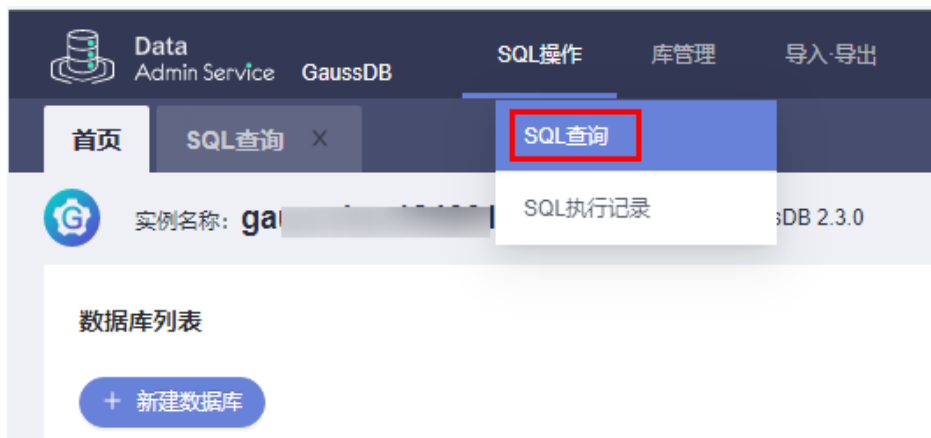 Data
Admin Service GaussDB SQL操作 库管理 导入·导出
首页 SQL查询 × SQL查询
实例名称: SQL执行记录 DB 2.3.0
数据库列表
+ 新建数据库